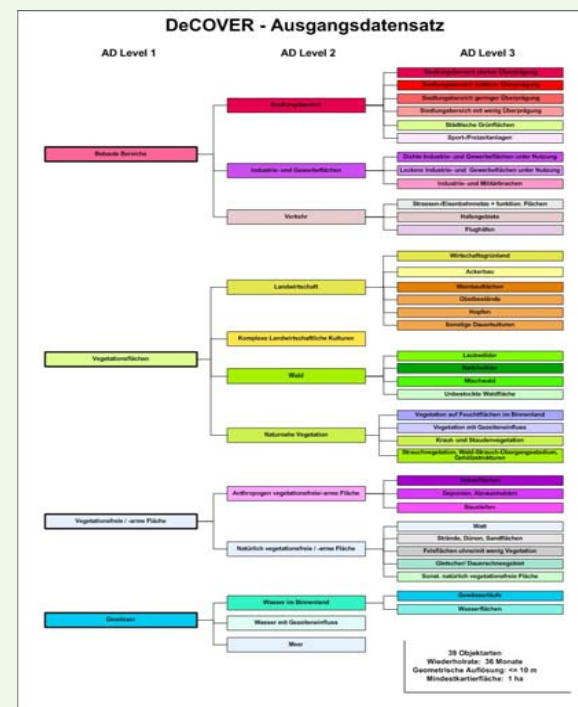 DeCOVER - Ausgangsdatensatz
AD Level 1
AD Level 2
AD Level 3
Bebaute Bereiche
Siedlungsbereich
Siedlungsbereich starker Überprägung
Siedlungsbereich mittlerer Überprägung
Siedlungsbereich geringer Überprägung
Siedlungsbereich mit wenig Überprägung
Städtische Grünflächen
Sport-/Freizeitanlagen
Industrie- und Gewerbeflächen
Dichte Industrie- und Gewerbeflächen unter Nutzung
Lockere Industrie- und Gewerbeflächen unter Nutzung
Industrie- und Militärbrachen
Verkehr
Strassen-/Eisenbahnnetze + funktion. Flächen
Hafengebiete
Flughäfen
Vegetationsflächen
Landwirtschaft
Wirtschaftsgrünland
Ackerbau
Weinbauflächen
Obstbestände
Hopfen
Sonstige Dauerkulturen
Komplexe Landwirtschaftliche Kulturen
Wald
Laubwälder
Nadelwälder
Mischwald
Unbestockte Waldfläche
Naturnahe Vegetation
Vegetation auf Feuchtflächen im Binnenland
Vegetation mit Gezeiteneinfluss
Kraut- und Staudenvegetation
Strauchvegetation, Wald-Strauch-Übergangsstadium,
Gehölzstrukturen
Vegetationsfreie / -arme Fläche
Anthropogen vegetationsfreie/-arme Fläche
Abbauflächen
Deponien, Abraumhalden
Baustellen
Natürlich vegetationsfreie / -arme Fläche
Watt
Strände, Dünen, Sandflächen
Felsflächen ohne/mit wenig Vegetation
Gletscher/ Dauerschneegebiet
Sonst. natürlich vegetationsfreie Fläche
Gewässer
Wasser im Binnenland
Gewässerläufe
Wasserflächen
Wasser mit Gezeiteneinfluss
Meer
39 Objektarten
Wiederholrate: 36 Monate
Geometrische Auflösung: <= 10 m
Mindestkartierfläche: 1 ha